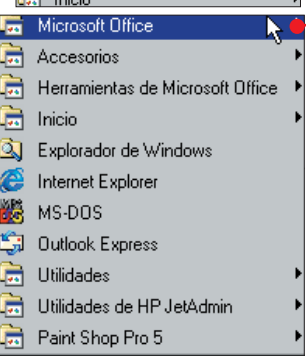 Inicio
Microsoft Office
Accesorios
Herramientas de Microsoft Office
Inicio
Explorador de Windows
Internet Explorer
MS-DOS
Outlook Express
Utilidades
Utilidades de HP JetAdmin
Paint Shop Pro 5